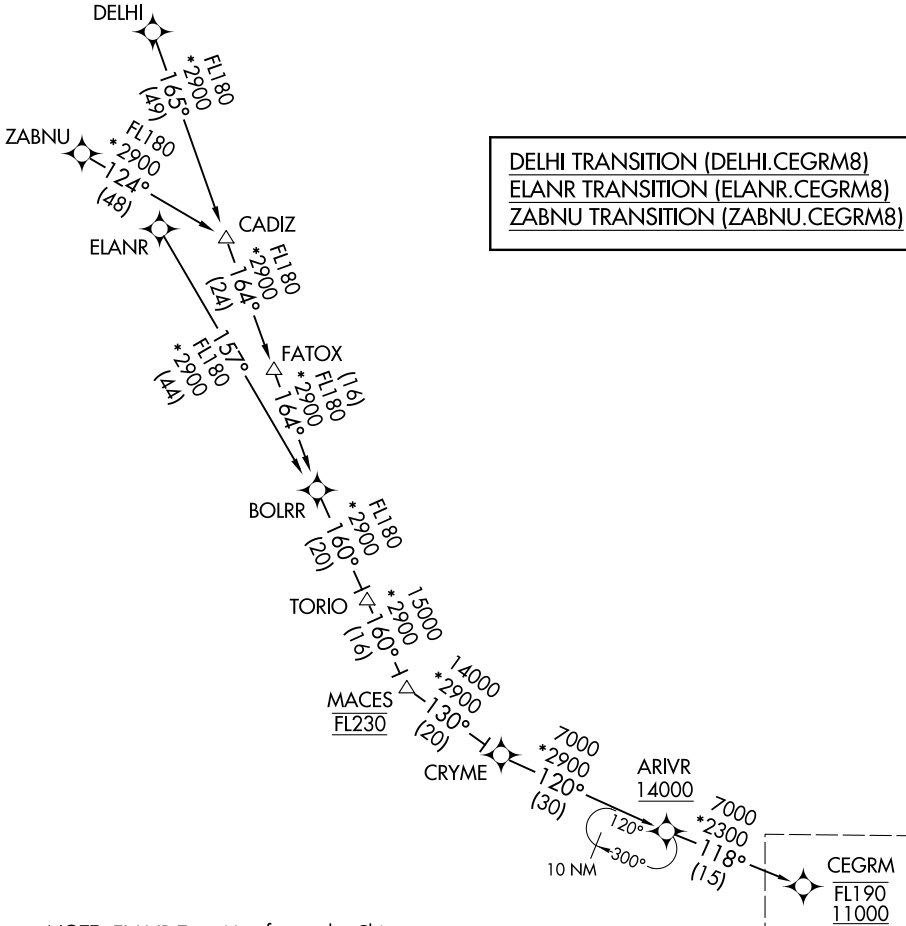 DELHI
FL180
*2900
165°
(49)
ZABNU
FL180
*2900
124°
(48)
DELHI TRANSITION (DELHI.CEGRM8)
ELANR TRANSITION (ELANR.CEGRM8)
ZABNU TRANSITION (ZABNU.CEGRM8)
ELANR
CADIZ
FL180
*2900
164°
(24)
157°
FL180
*2900
(44)
FATOX
(16)
FL180
*2900
164°
BOLRR
FL180
*2900
160°
(20)
TORIO
15000
*2900
160°
(16)
MACES
FL230
14000
*2900
130°
(20)
CRYME
7000
*2900
120°
(30)
ARIVR
14000
120°
300°
10 NM
7000
*2300
118°
(15)
CEGRM
FL190
11000